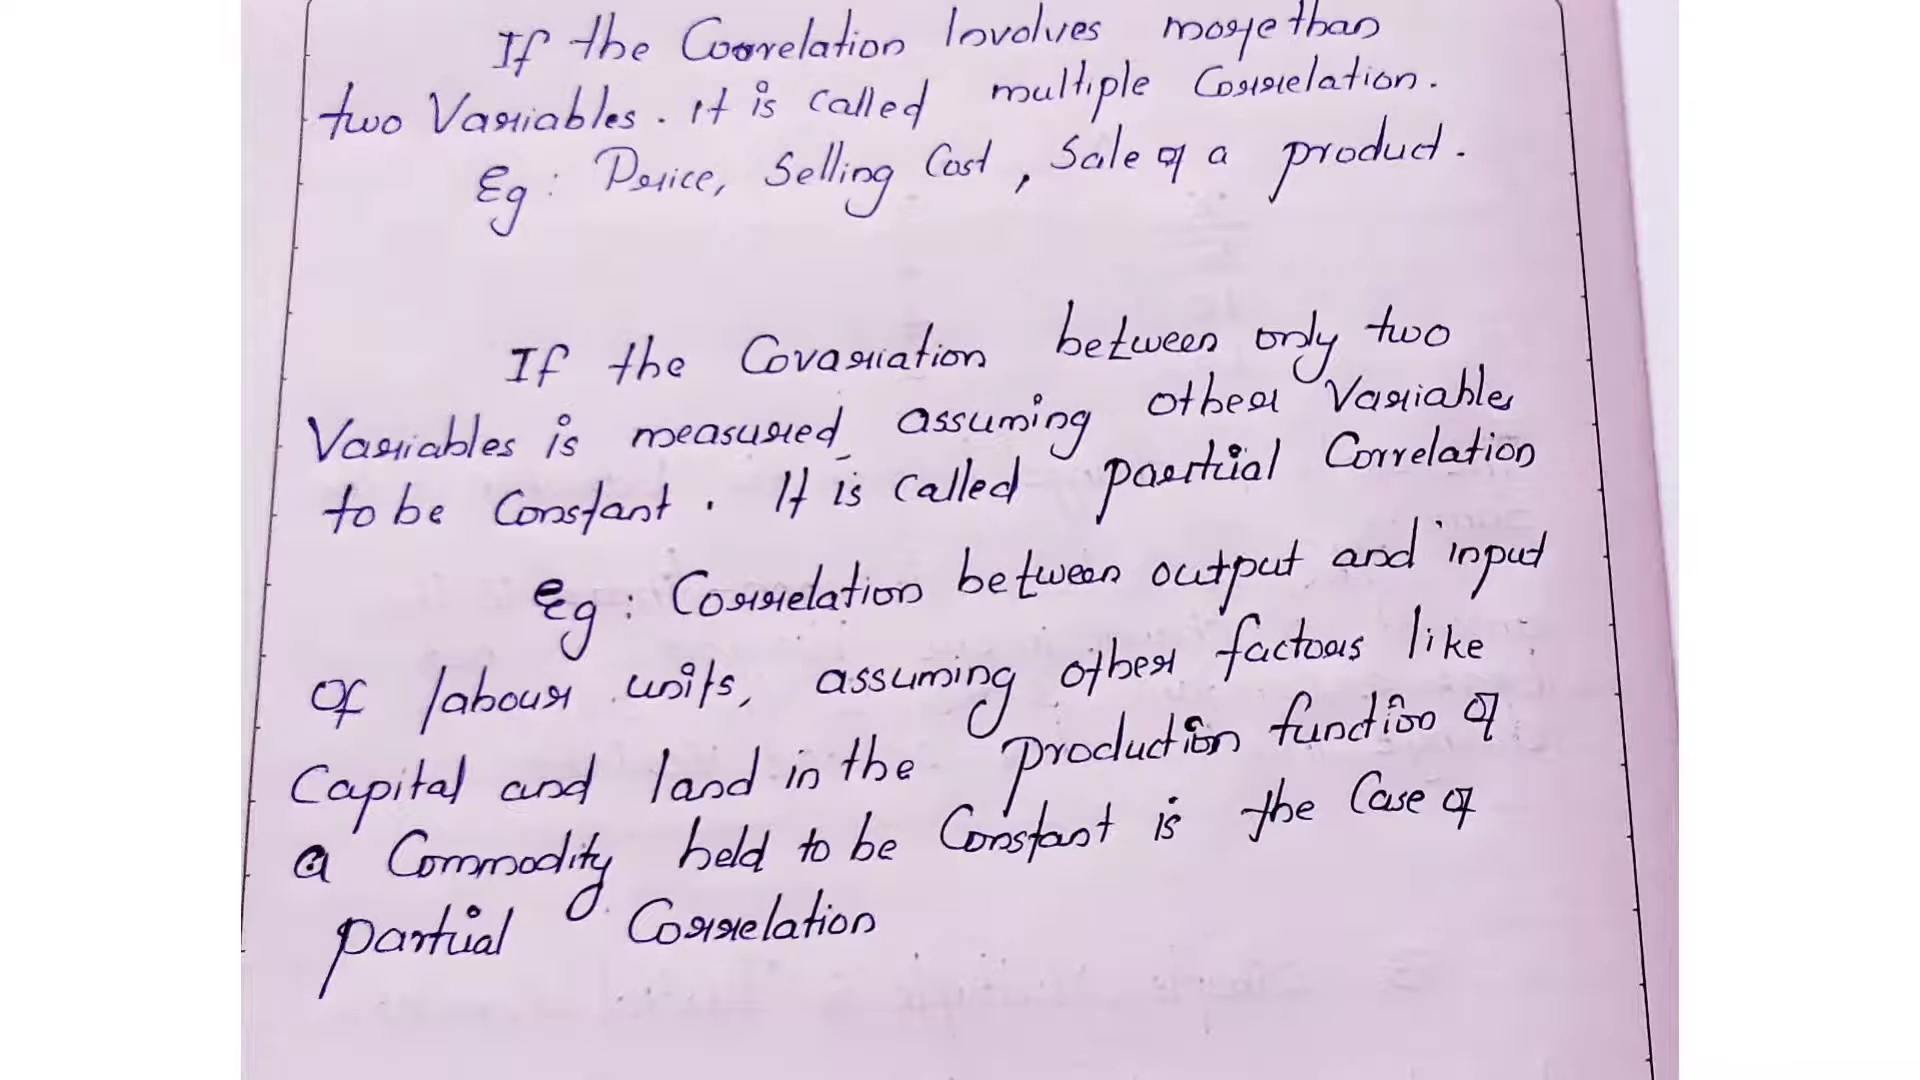 If the Correlation Involves more than
two Variables. it is called multiple Correlation.
Eg: Price, Selling Cost, Sale of a product.
If the Covariation between only two
Variables is measured assuming other Variables
to be Constant. It is called partial Correlation
Eg: Correlation between output and input
of labour units, assuming other factors like
Capital and land in the production function of
a Commodity held to be Constant is the Case of
partial Correlation